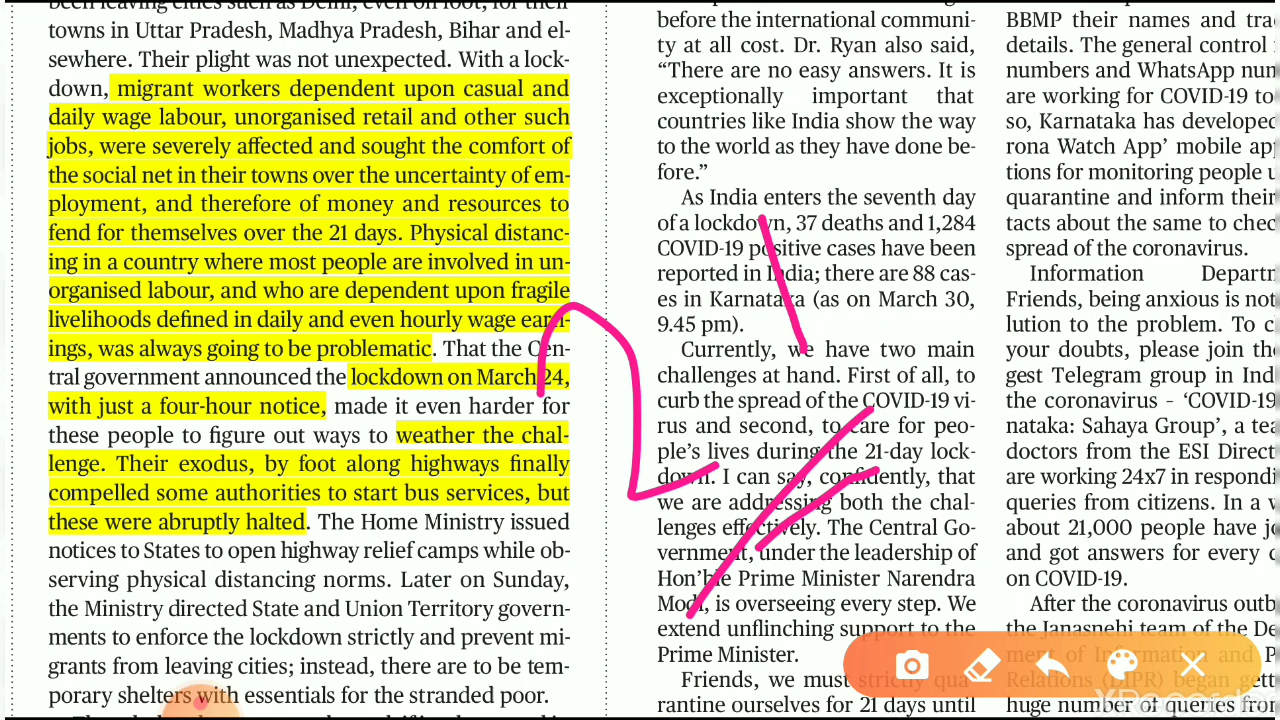 been leaving cities such as Delhi, even on foot, for their
towns in Uttar Pradesh, Madhya Pradesh, Bihar and el-
sewhere. Their plight was not unexpected. With a lock-
down, migrant workers dependent upon casual and
daily wage labour, unorganised retail and other such
jobs, were severely affected and sought the comfort of
the social net in their towns over the uncertainty of em-
ployment, and therefore of money and resources to
fend for themselves over the 21 days. Physical distanc-
ing in a country where most people are involved in un-
organised labour, and who are dependent upon fragile
livelihoods defined in daily and even hourly wage earn-
ings, was always going to be problematic. That the Cen-
tral government announced the lockdown on March 24,
with just a four-hour notice, made it even harder for
these people to figure out ways to weather the chal-
lenge. Their exodus, by foot along highways finally
compelled some authorities to start bus services, but
these were abruptly halted. The Home Ministry issued
notices to States to open highway relief camps while ob-
serving physical distancing norms. Later on Sunday,
the Ministry directed State and Union Territory govern-
ments to enforce the lockdown strictly and prevent mi-
grants from leaving cities; instead, there are to be tem-
porary shelters with essentials for the stranded poor.
before the international communi-
ty at all cost. Dr. Ryan also said,
“There are no easy answers. It is
exceptionally important that
countries like India show the way
to the world as they have done be-
fore.”
As India enters the seventh day
of a lockdown, 37 deaths and 1,284
COVID-19 positive cases have been
reported in India; there are 88 cas-
es in Karnataka (as on March 30,
9.45 pm).
Currently, we have two main
challenges at hand. First of all, to
curb the spread of the COVID-19 vi-
rus and second, to care for peo-
ple’s lives during the 21-day lock-
down. I can say, confidently, that
we are addressing both the chal-
lenges effectively. The Central Go-
vernment, under the leadership of
Hon’ble Prime Minister Narendra
Modi, is overseeing every step. We
extend unflinching support to the
Prime Minister.
Friends, we must strictly qua-
rantine ourselves for 21 days until
BBMP their names and tra
details. The general control
numbers and WhatsApp num
are working for COVID-19 to
so, Karnataka has developed
rona Watch App’ mobile app
tions for monitoring people u
quarantine and inform their
tacts about the same to chec
spread of the coronavirus.
Information Departm
Friends, being anxious is not
lution to the problem. To c
your doubts, please join the
gest Telegram group in Ind
the coronavirus – ‘COVID-19
nataka: Sahaya Group’, a tea
doctors from the ESI Direct
are working 24x7 in respondi
queries from citizens. In a w
about 21,000 people have jo
and got answers for every q
on COVID-19.
After the coronavirus outb
the Janasnehi team of the De
ment of Information and P
Relations (DIPR) began gett
huge number of queries from
XRecorder